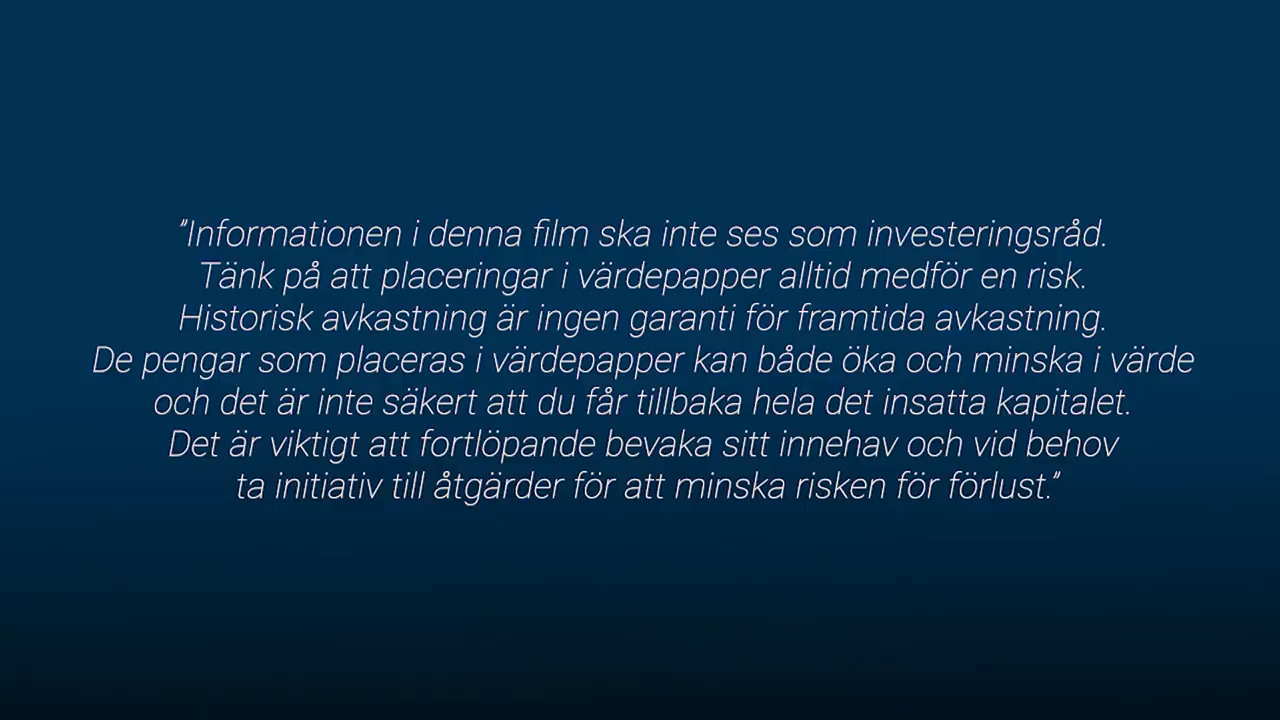 "Informationen i denna film ska inte ses som investeringsråd.
Tänk på att placeringar i värdepapper alltid medför en risk.
Historisk avkastning är ingen garanti för framtida avkastning.
De pengar som placeras i värdepapper kan både öka och minska i värde
och det är inte säkert att du får tillbaka hela det insatta kapitalet.
Det är viktigt att fortlöpande bevaka sitt innehav och vid behov
ta initiativ till åtgärder för att minska risken för förlust."